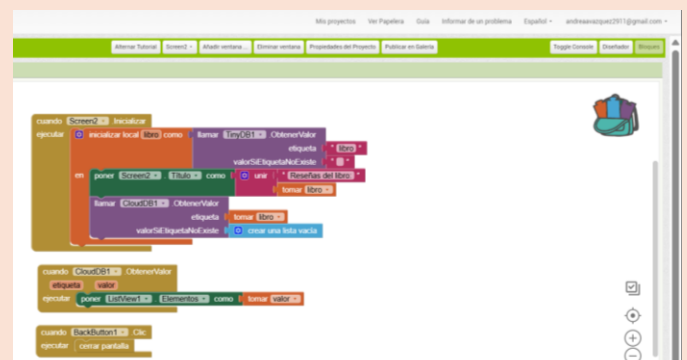 Mis proyectos Ver Papelera Guía Informar de un problema Español andreaavazquez2911@gmail.com
Alternar Tutorial Screen2 Añadir ventana... Eliminar ventana Propiedades del Proyecto Publicar en Galería Toggle Console Diseñador Bloques
cuando Screen2 Inicializar
ejecutar inicializar local libro como llamar TinyDB1 ObtenerValor
etiqueta " libro "
valorSiEtiquetaNoExiste " "
en poner Screen2 . Título como unir " Reseñas del libro: "
tomar libro
llamar CloudDB1 .ObtenerValor
etiqueta tomar libro
valorSiEtiquetaNoExiste crear una lista vacía
cuando CloudDB1 .ObtenerValor
etiqueta valor
ejecutar poner ListView1 . Elementos como tomar valor
cuando BackButton1 .Clic
ejecutar cerrar pantalla